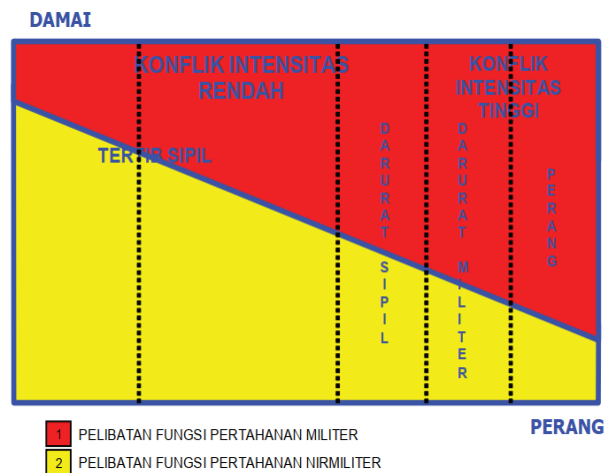 DAMAI
KONFLIK INTENSITAS
RENDAH
KONFLIK
INTENSITAS
TINGGI
TERTIB SIPIL
DARURAT SIPIL
DARURAT MILITER
PERANG
PERANG
1 PELIBATAN FUNGSI PERTAHANAN MILITER
2 PELIBATAN FUNGSI PERTAHANAN NIRMILITER